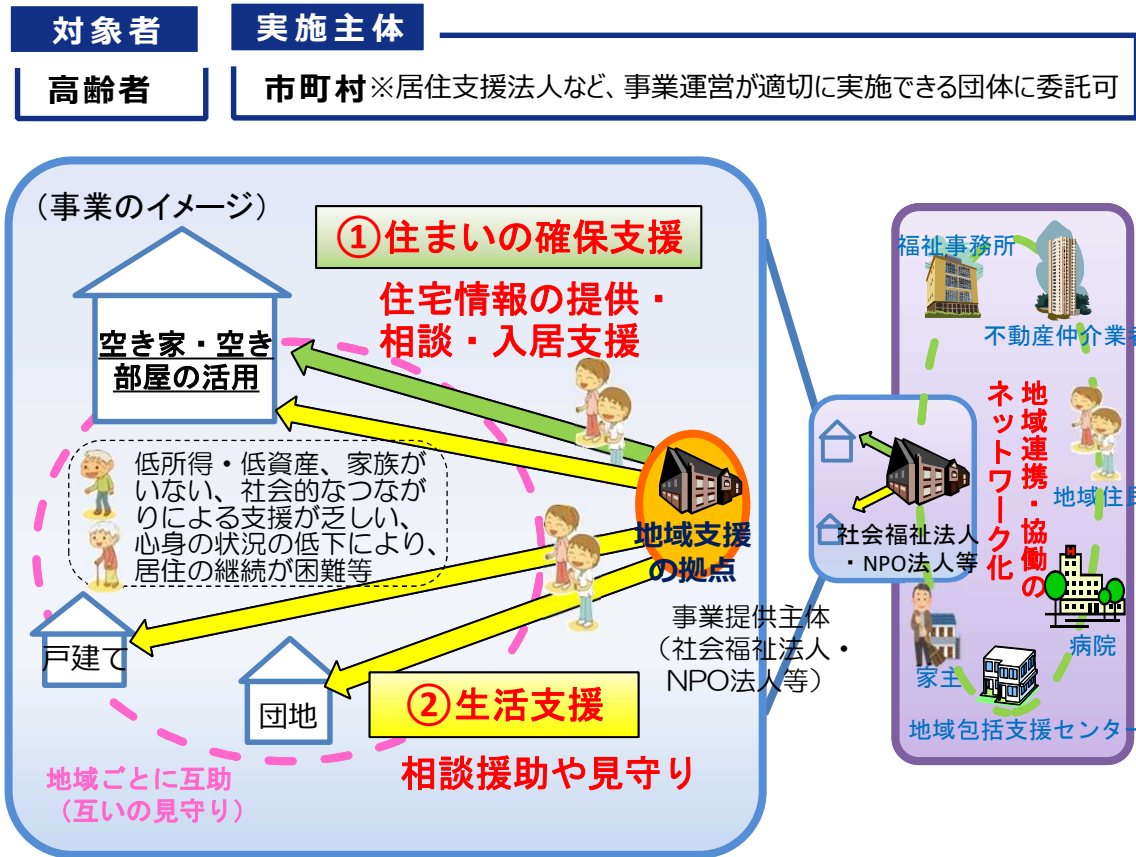 対象者
実施主体
高齢者
市町村※居住支援法人など、事業運営が適切に実施できる団体に委託可
（事業のイメージ）
①住まいの確保支援
住宅情報の提供・
相談・入居支援
空き家・空き
部屋の活用
低所得・低資産、家族が
いない、社会的なつなが
りによる支援が乏しい、
心身の状況の低下により、
居住の継続が困難等
地域支援
の拠点
事業提供主体
（社会福祉法人・
NPO法人等）
戸建て
団地
②生活支援
相談援助や見守り
地域ごとに互助
（互いの見守り）
福祉事務所
不動産仲介業者
地域連携・協働の
ネットワーク化
地域住民
社会福祉法人
・NPO法人等
H
病院
家主
地域包括支援センター